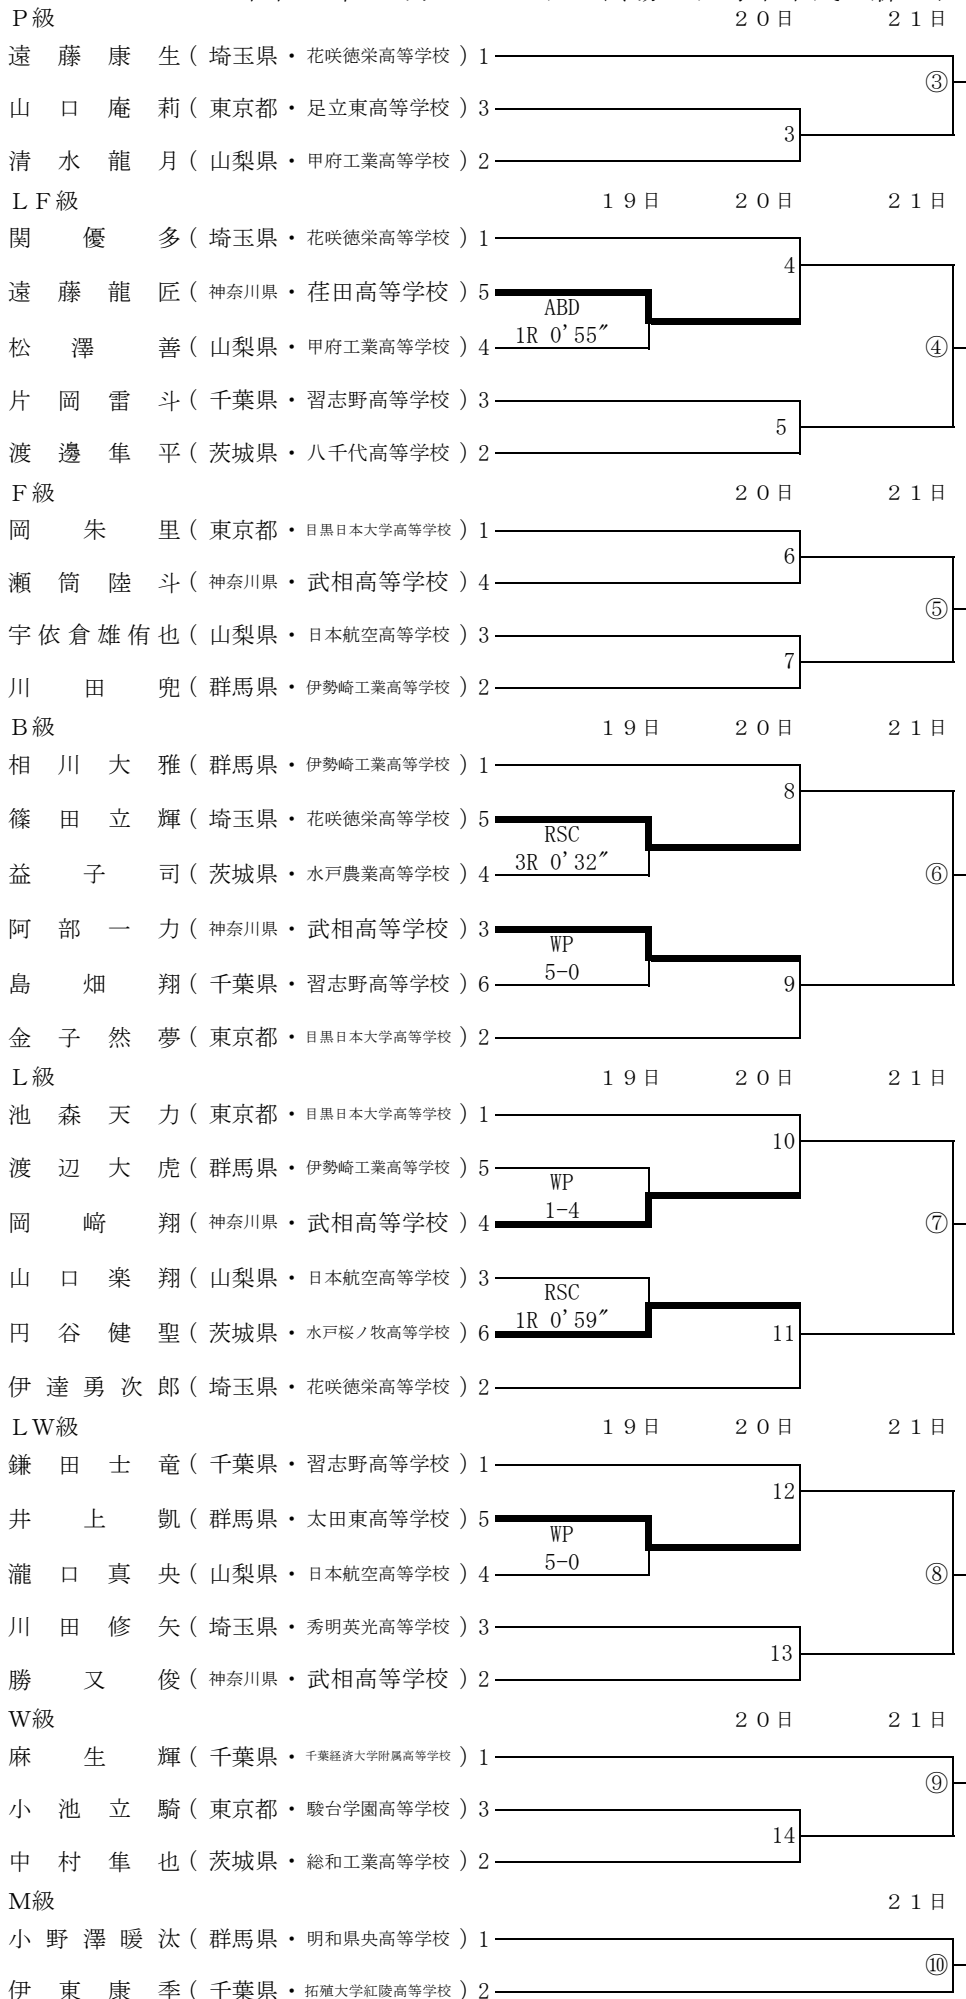 P級 20日 21日
遠藤康生(埼玉県・花咲徳栄高等学校)1
③
山口庵莉(東京都・足立東高等学校)3
3
清水龍月(山梨県・甲府工業高等学校)2
LF級 19日 20日 21日
関優多(埼玉県・花咲徳栄高等学校)1
4
遠藤龍匠(神奈川県・荏田高等学校)5
ABD
1R 0'55″
松澤善(山梨県・甲府工業高等学校)4
④
片岡雷斗(千葉県・習志野高等学校)3
5
渡邊隼平(茨城県・八千代高等学校)2
F級 20日 21日
岡朱里(東京都・目黒日本大学高等学校)1
6
瀬筒陸斗(神奈川県・武相高等学校)4
⑤
宇依倉雄侑也(山梨県・日本航空高等学校)3
7
川田兜(群馬県・伊勢崎工業高等学校)2
B級 19日 20日 21日
相川大雅(群馬県・伊勢崎工業高等学校)1
8
篠田立輝(埼玉県・花咲徳栄高等学校)5
RSC
3R 0'32″
益子司(茨城県・水戸農業高等学校)4
⑥
阿部一力(神奈川県・武相高等学校)3
WP
5-0
島畑翔(千葉県・習志野高等学校)6
9
金子然夢(東京都・目黒日本大学高等学校)2
L級 19日 20日 21日
池森天力(東京都・目黒日本大学高等学校)1
10
渡辺大虎(群馬県・伊勢崎工業高等学校)5
WP
1-4
岡﨑翔(神奈川県・武相高等学校)4
⑦
山口楽翔(山梨県・日本航空高等学校)3
RSC
1R 0'59″
円谷健聖(茨城県・水戸桜ノ牧高等学校)6
11
伊達勇次郎(埼玉県・花咲徳栄高等学校)2
LW級 19日 20日 21日
鎌田士竜(千葉県・習志野高等学校)1
12
井上凱(群馬県・太田東高等学校)5
WP
5-0
瀧口真央(山梨県・日本航空高等学校)4
⑧
川田修矢(埼玉県・秀明英光高等学校)3
13
勝又俊(神奈川県・武相高等学校)2
W級 20日 21日
麻生輝(千葉県・千葉経済大学附属高等学校)1
⑨
小池立騎(東京都・駿台学園高等学校)3
14
中村隼也(茨城県・総和工業高等学校)2
M級 21日
小野澤暖汰(群馬県・明和県央高等学校)1
⑩
伊東康季(千葉県・拓殖大学紅陵高等学校)2